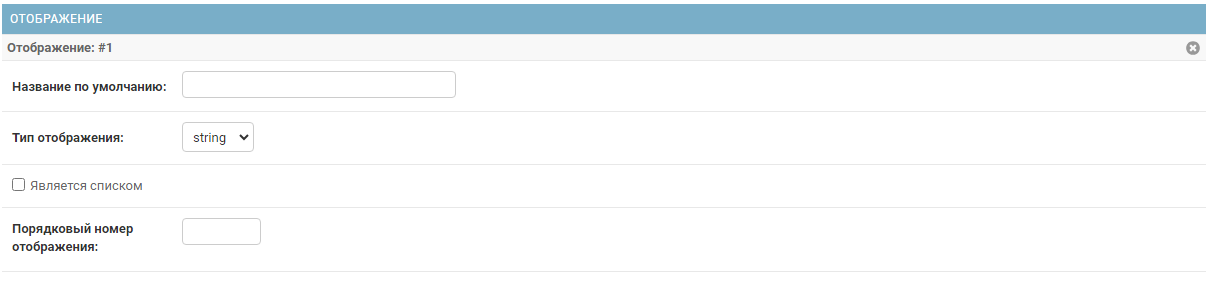 ОТОБРАЖЕНИЕ
Отображение: #1
Название по умолчанию:
Тип отображения:
string
Является списком
Порядковый номер
отображения: